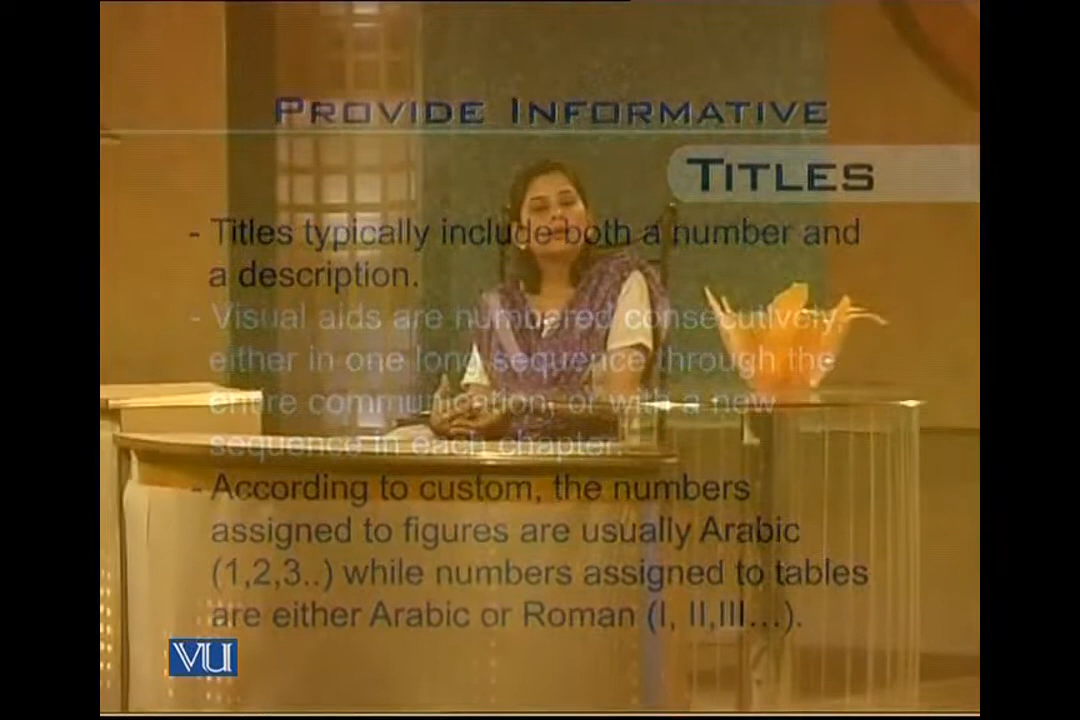 PROVIDE INFORMATIVE
TITLES
- Titles typically include both a number and
a description.
- Visual aids are numbered consecutively,
either in one long sequence through the
entire communication, or with a new
sequence in each chapter.
- According to custom, the numbers
assigned to figures are usually Arabic
(1,2,3..) while numbers assigned to tables
are either Arabic or Roman (I, II,III...).
VU